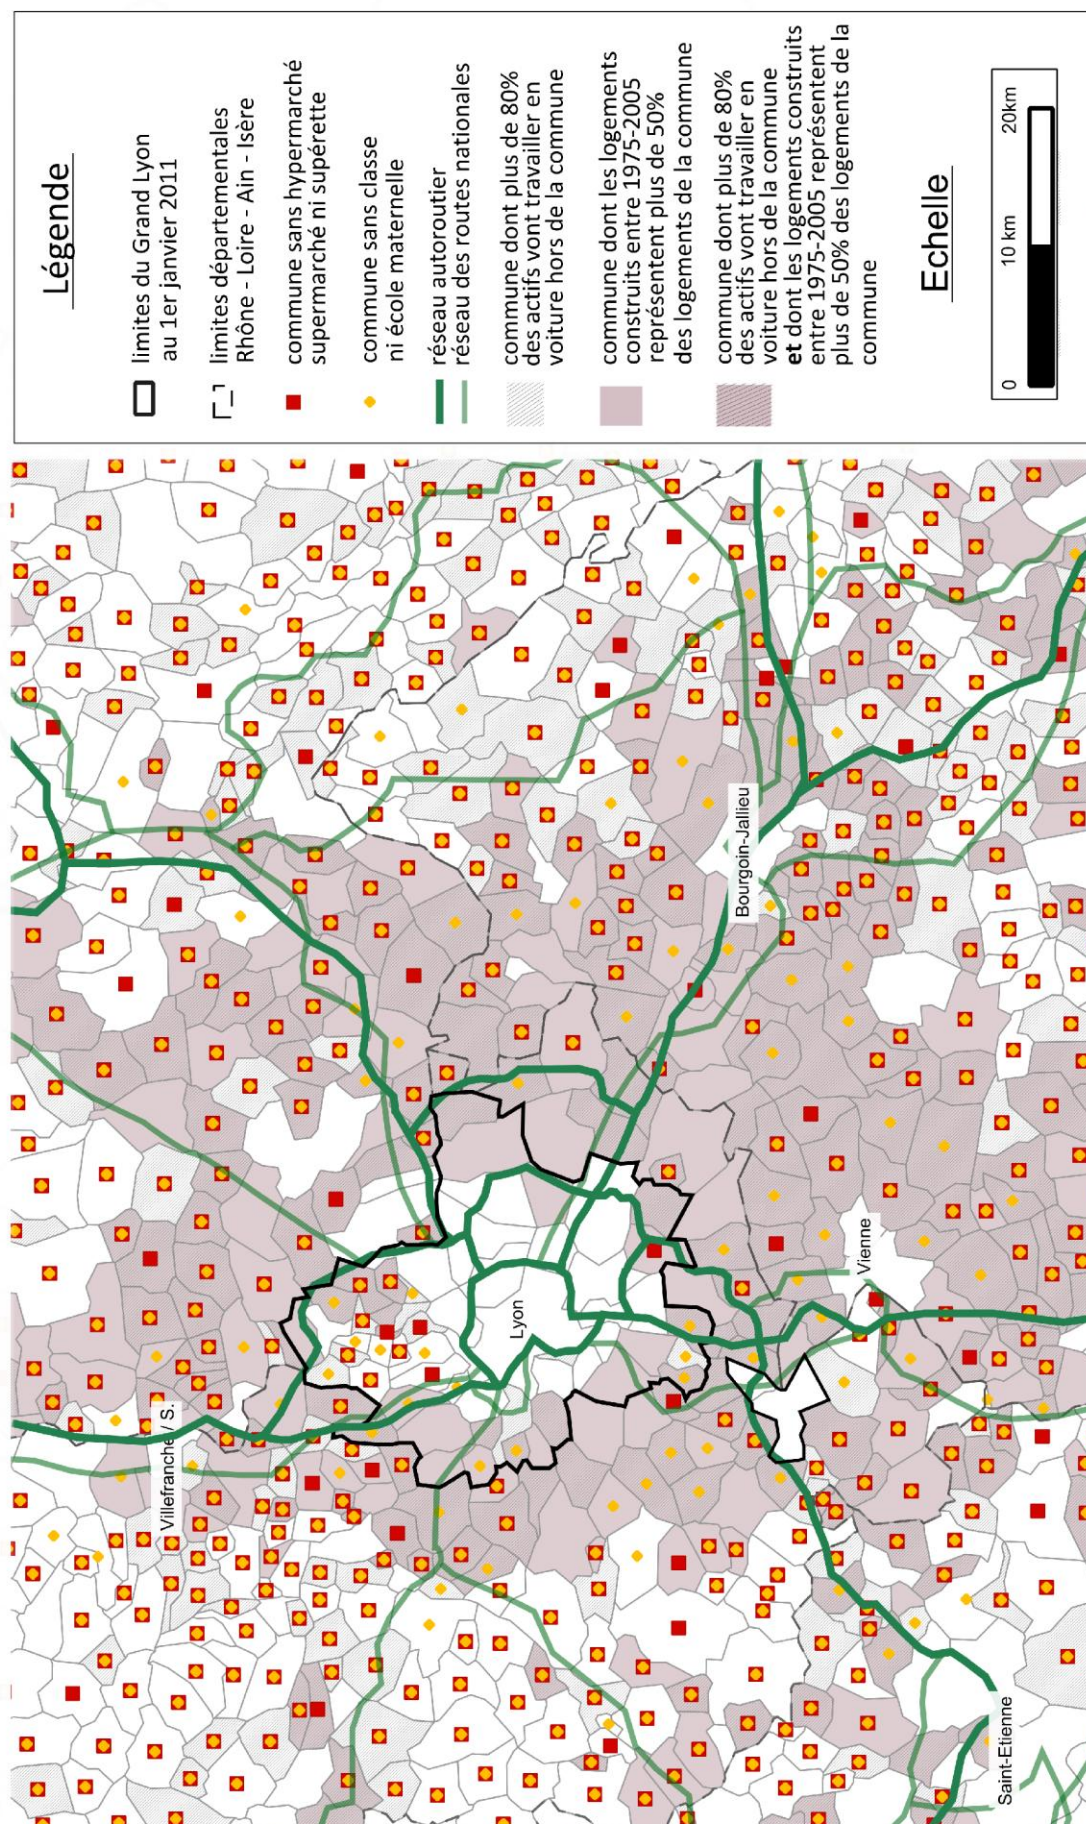 Légende
limites du Grand Lyon
au 1er janvier 2011
limites départementales
Rhône - Loire - Ain - Isère
commune sans hypermarché
supermarché ni supérette
commune sans classe
ni école maternelle
réseau autoroutier
réseau des routes nationales
commune dont plus de 80%
des actifs vont travailler en
voiture hors de la commune
commune dont les logements
construits entre 1975-2005
représentent plus de 50%
des logements de la commune
commune dont plus de 80%
des actifs vont travailler en
voiture hors de la commune
et dont les logements construits
entre 1975-2005 représentent
plus de 50% des logements de la
commune
Echelle
0
10 km
20km
Villefranche / S.
Lyon
Bourgoin-Jallieu
Vienne
Saint-Etienne